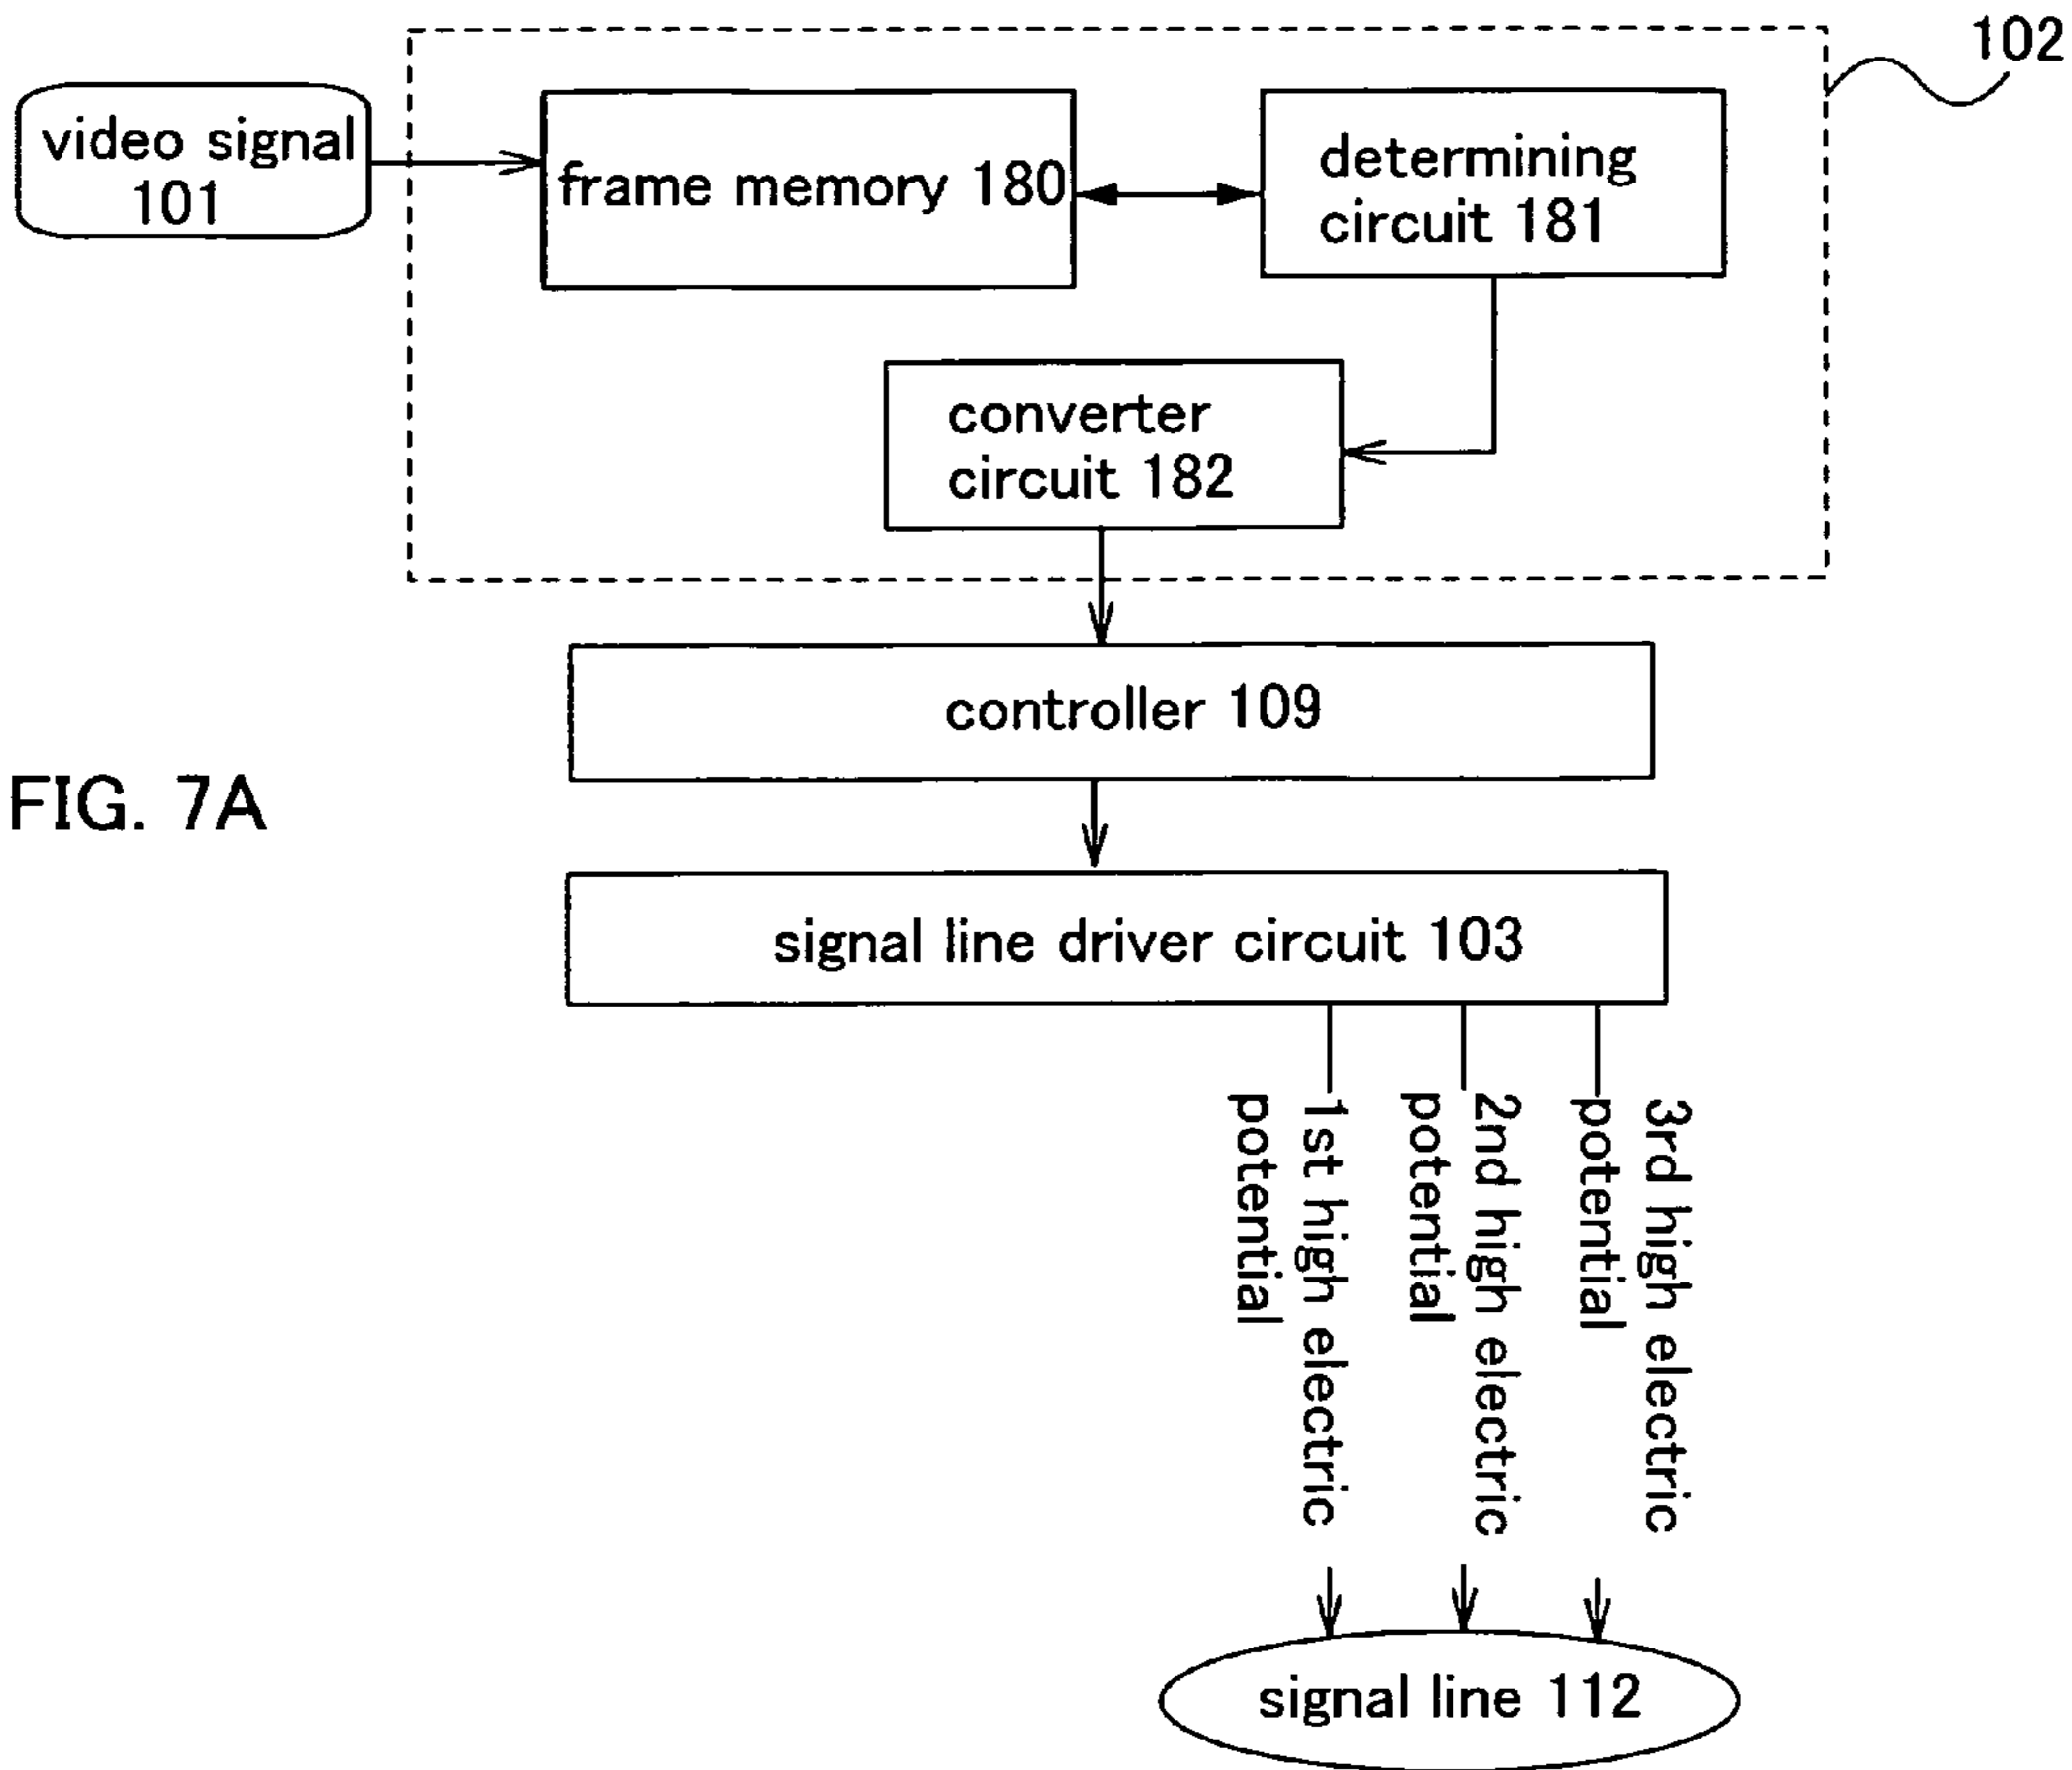 102
video signal
101
frame memory 180
determining
circuit 181
converter
circuit 182
controller 109
FIG. 7A
signal line driver circuit 103
1st high electric
potential
2nd high electric
potential
3rd high electric
potential
signal line 112